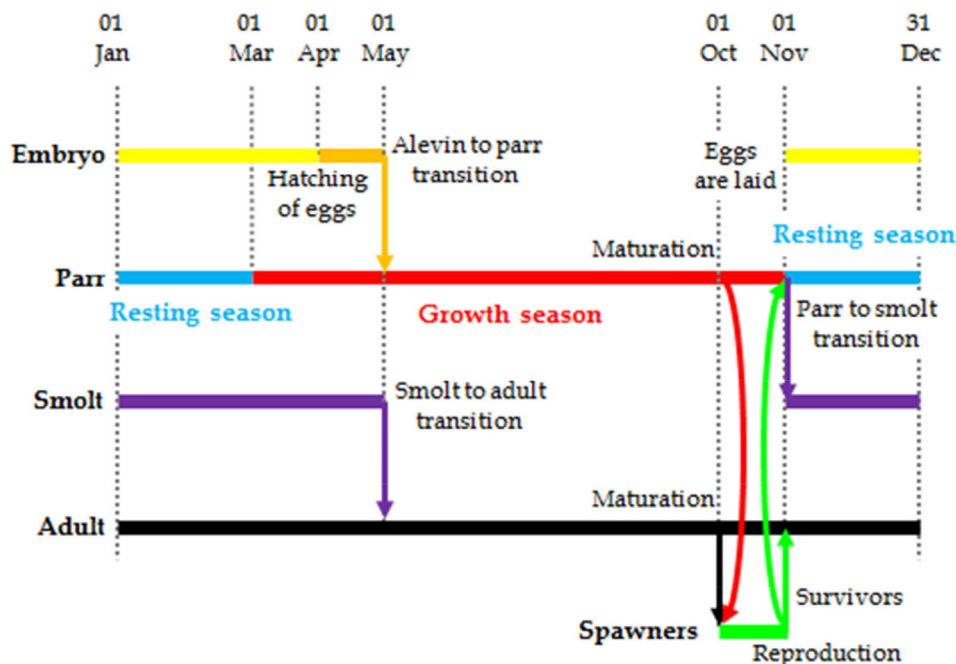 01 01 01 01 01 01 31
Jan Mar Apr May Oct Nov Dec
Embryo
Alevin to parr
transition
Hatching
of eggs
Eggs
are laid
Maturation
Resting season
Parr
Resting season
Growth season
Parr to smolt
transition
Smolt
Smolt to adult
transition
Maturation
Adult
Survivors
Spawners
Reproduction